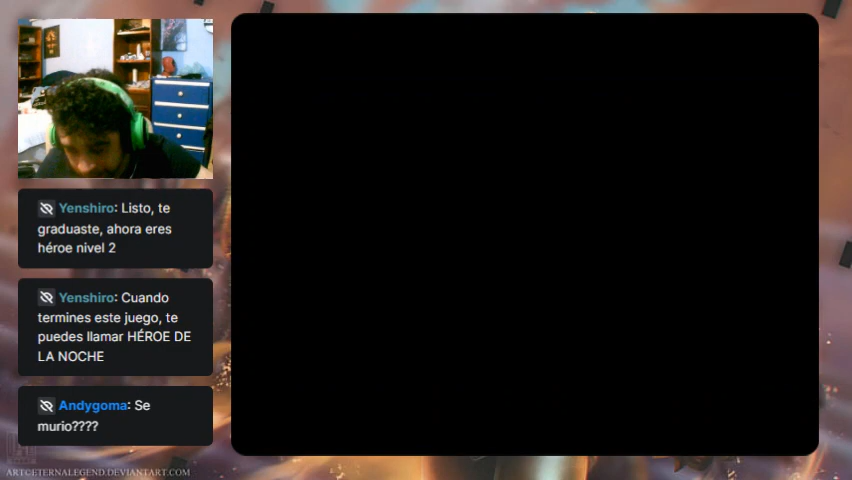 Yenshiro: Listo, te
graduaste, ahora eres
héroe nivel 2
Yenshiro: Cuando
termines este juego, te
puedes llamar HÉROE DE
LA NOCHE
Andygoma: Se
murio????
ARTOETERNALEGEND.DEVIANTART.COM